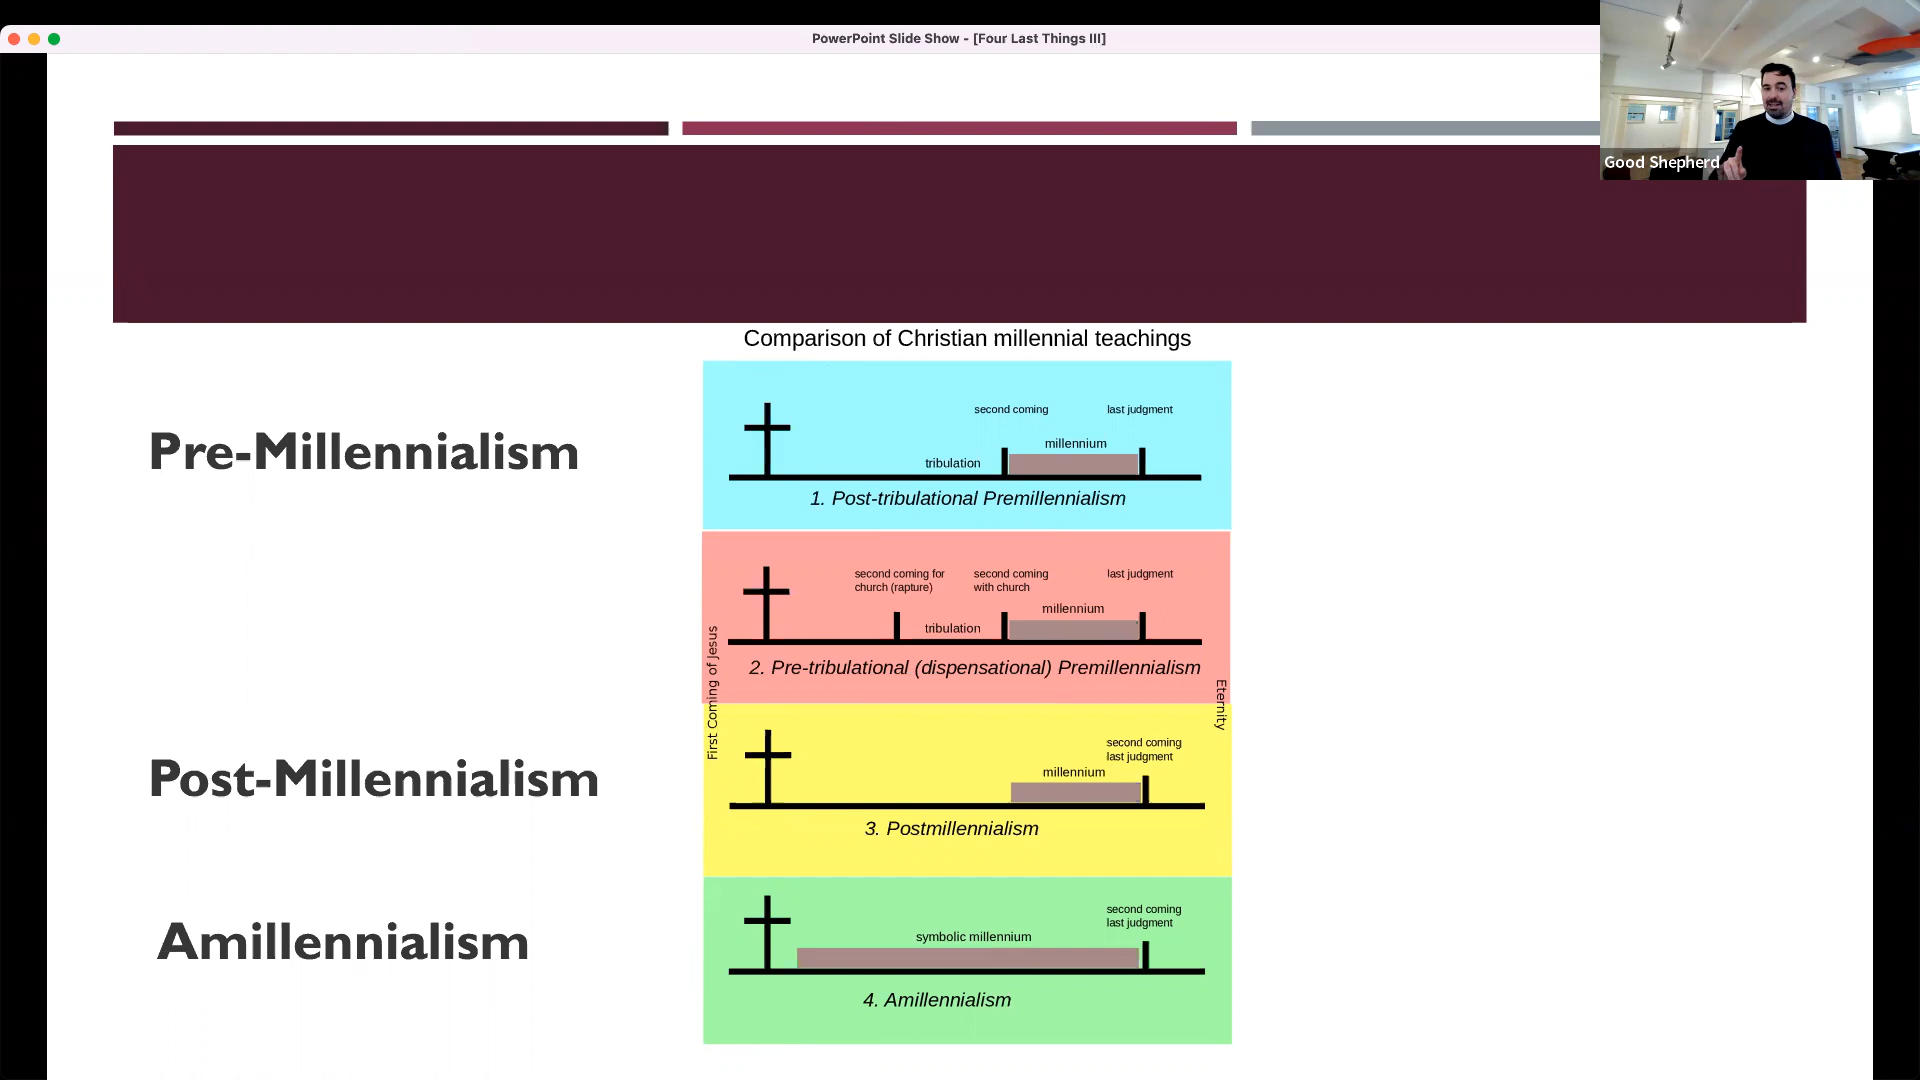 PowerPoint Slide Show - [Four Last Things III]
Good Shepherd
Comparison of Christian millennial teachings
Pre-Millennialism
second coming
last judgment
millennium
tribulation
1. Post-tribulational Premillennialism
second coming for
church (rapture)
second coming
with church
last judgment
millennium
tribulation
2. Pre-tribulational (dispensational) Premillennialism
First Coming of Jesus
Eternity
Post-Millennialism
second coming
last judgment
millennium
3. Postmillennialism
Amillennialism
second coming
last judgment
symbolic millennium
4. Amillennialism